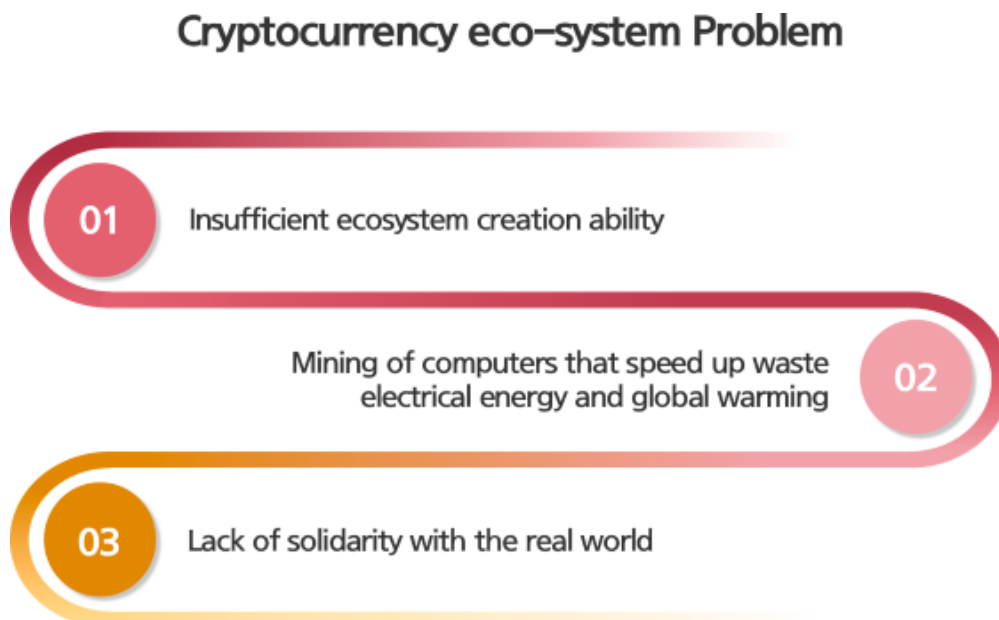 Cryptocurrency eco-system Problem
01
Insufficient ecosystem creation ability
Mining of computers that speed up waste
electrical energy and global warming
02
03
Lack of solidarity with the real world